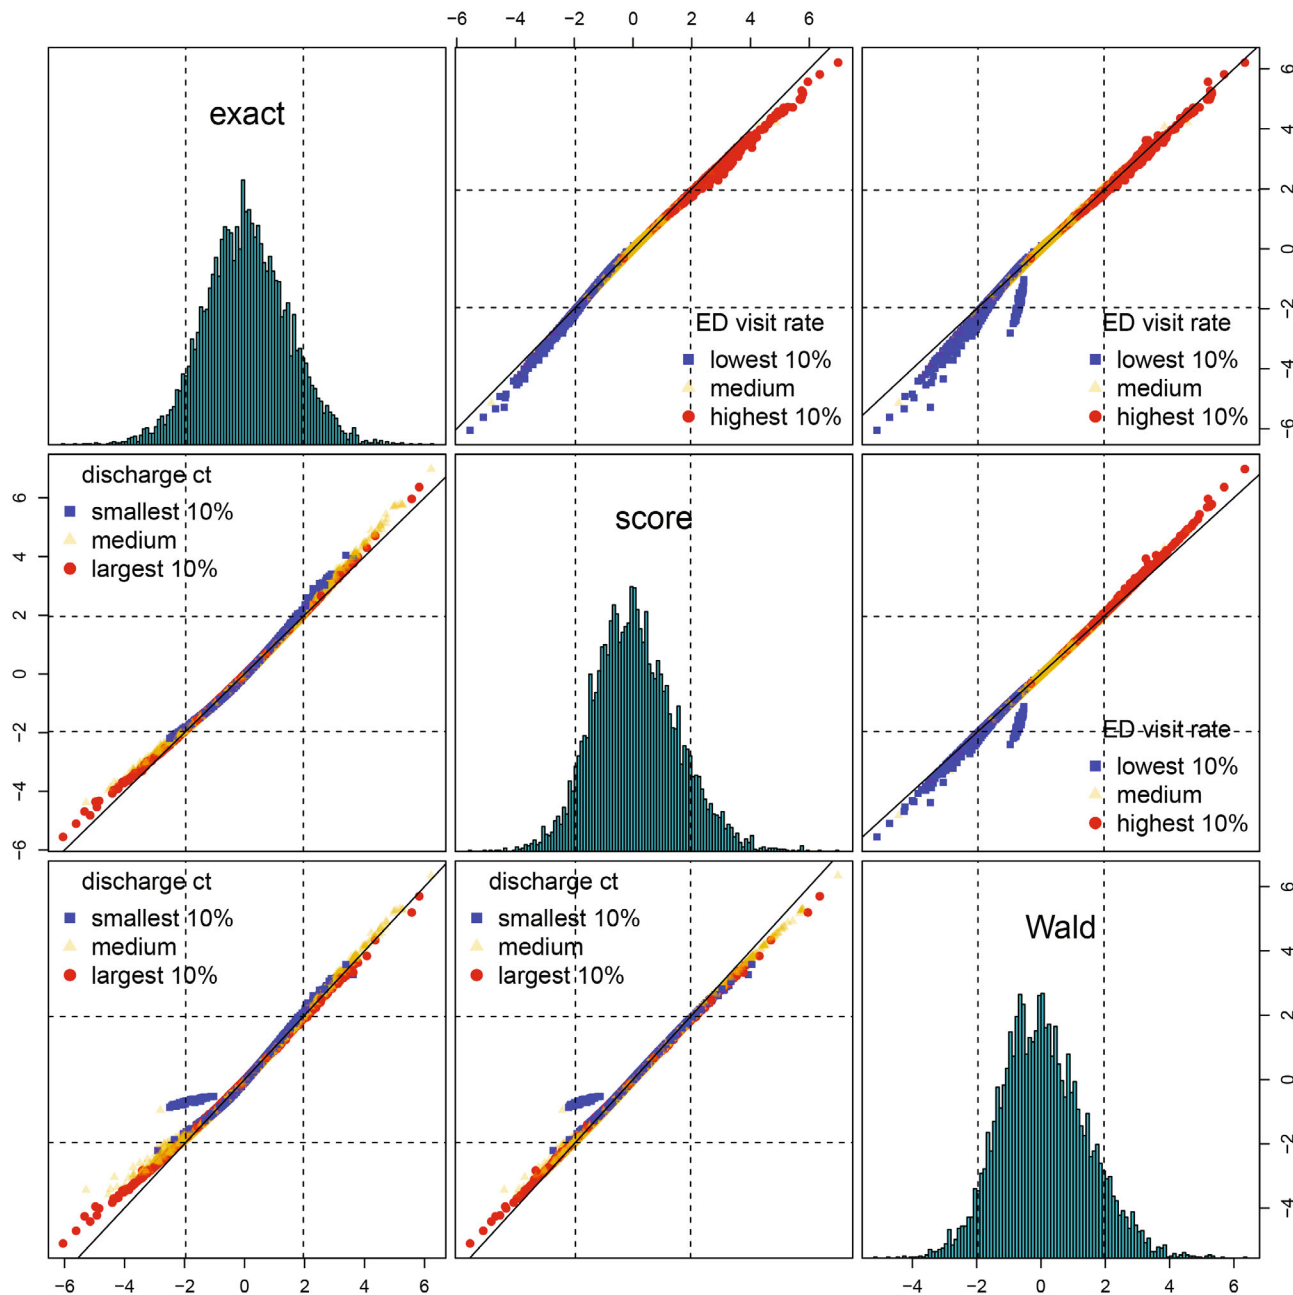 −6 −4 −2 0 2 4 6
exact
ED visit rate
lowest 10%
medium
highest 10%
ED visit rate
lowest 10%
medium
highest 10%
6
4
2
0
−2
−4
−6
6
4
2
0
−2
−4
−6
discharge ct
smallest 10%
medium
largest 10%
score
ED visit rate
lowest 10%
medium
highest 10%
discharge ct
smallest 10%
medium
largest 10%
discharge ct
smallest 10%
medium
largest 10%
Wald
6
4
2
0
−2
−4
−6 −4 −2 0 2 4 6
−4 −2 0 2 4 6